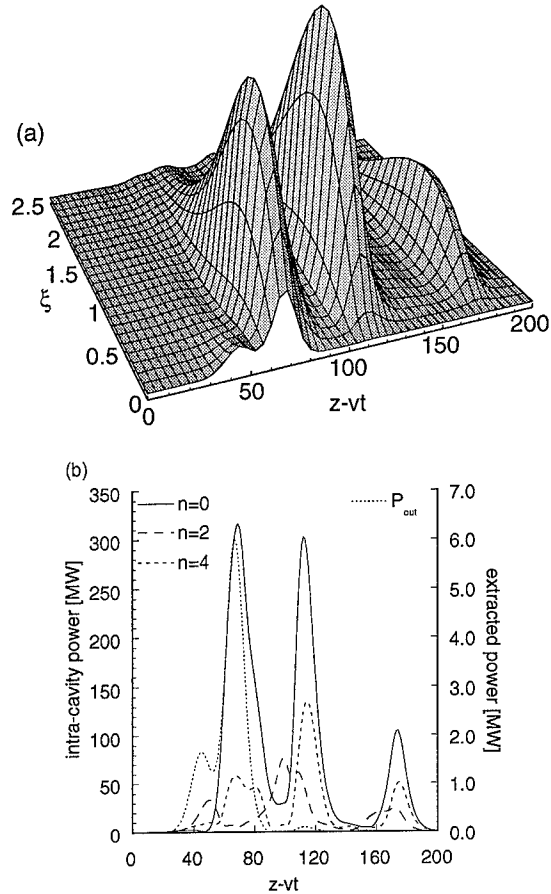 (a)
2.5
2
1.5
1
0.5
0
ξ
0
50
100
150
200
z-vt
(b)
350
300
250
200
150
100
50
0
intra-cavity power [MW]
n=0
n=2
n=4
P_out
7.0
6.0
5.0
4.0
3.0
2.0
1.0
0.0
extracted power [MW]
0 40 80 120 160 200
z-vt